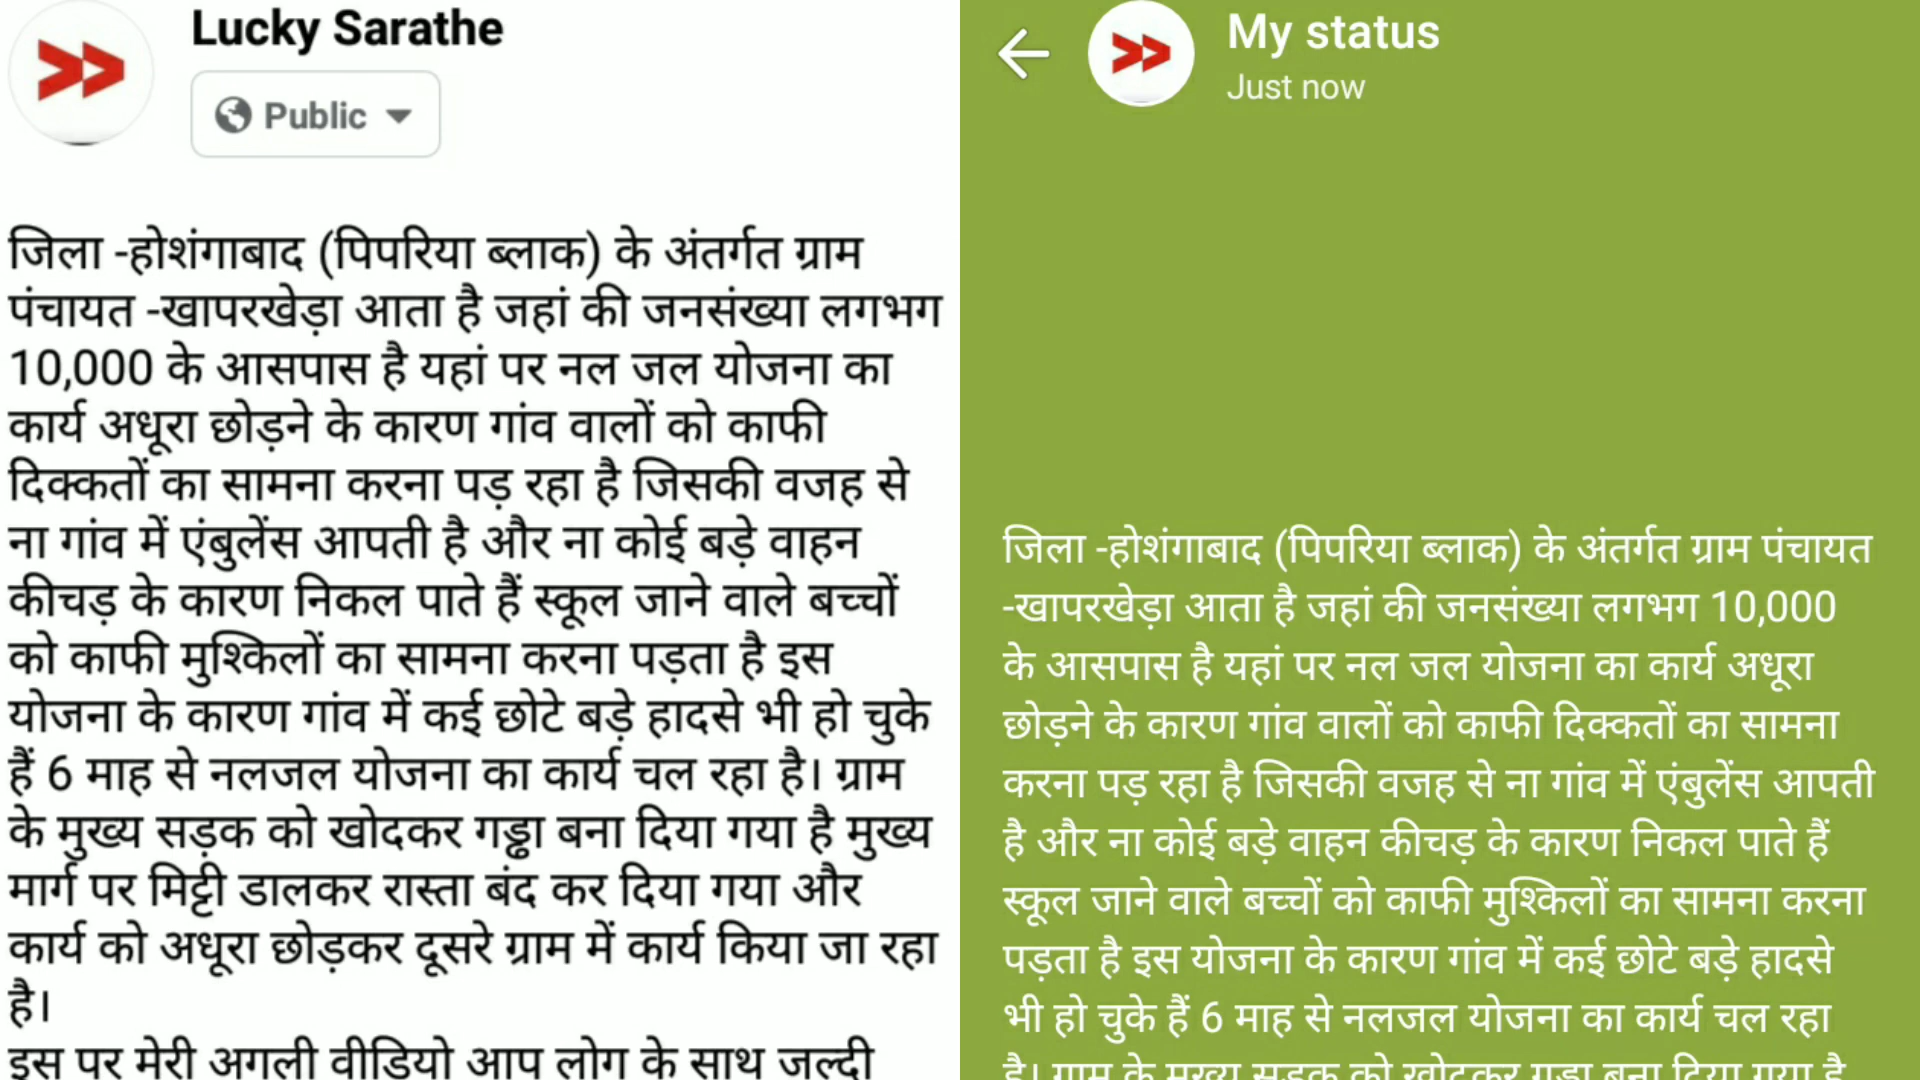 Lucky Sarathe
Public
जिला -होशंगाबाद (पिपरिया ब्लाक) के अंतर्गत ग्राम
पंचायत -खापरखेड़ा आता है जहां की जनसंख्या लगभग
10,000 के आसपास है यहां पर नल जल योजना का
कार्य अधूरा छोड़ने के कारण गांव वालों को काफी
दिक्कतों का सामना करना पड़ रहा है जिसकी वजह से
ना गांव में एंबुलेंस आपती है और ना कोई बड़े वाहन
कीचड़ के कारण निकल पाते हैं स्कूल जाने वाले बच्चों
को काफी मुश्किलों का सामना करना पड़ता है इस
योजना के कारण गांव में कई छोटे बड़े हादसे भी हो चुके
हैं 6 माह से नलजल योजना का कार्य चल रहा है। ग्राम
के मुख्य सड़क को खोदकर गड्ढा बना दिया गया है मुख्य
मार्ग पर मिट्टी डालकर रास्ता बंद कर दिया गया और
कार्य को अधूरा छोड़कर दूसरे ग्राम में कार्य किया जा रहा
है।
इस पर मेरी अगली वीडियो आप लोग के साथ जल्दी
My status
Just now
जिला -होशंगाबाद (पिपरिया ब्लाक) के अंतर्गत ग्राम पंचायत
-खापरखेड़ा आता है जहां की जनसंख्या लगभग 10,000
के आसपास है यहां पर नल जल योजना का कार्य अधूरा
छोड़ने के कारण गांव वालों को काफी दिक्कतों का सामना
करना पड़ रहा है जिसकी वजह से ना गांव में एंबुलेंस आपती
है और ना कोई बड़े वाहन कीचड़ के कारण निकल पाते हैं
स्कूल जाने वाले बच्चों को काफी मुश्किलों का सामना करना
पड़ता है इस योजना के कारण गांव में कई छोटे बड़े हादसे
भी हो चुके हैं 6 माह से नलजल योजना का कार्य चल रहा
है। ग्राम के मुख्य सड़क को खोदकर गड्ढा बना दिया गया है